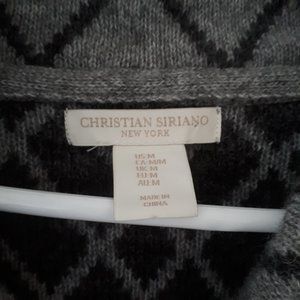 CHRISTIAN SIRIANO
NEW YORK
US-M
CA-M/M
UK-M
EU-M
AU-M
MADE IN
CHINA